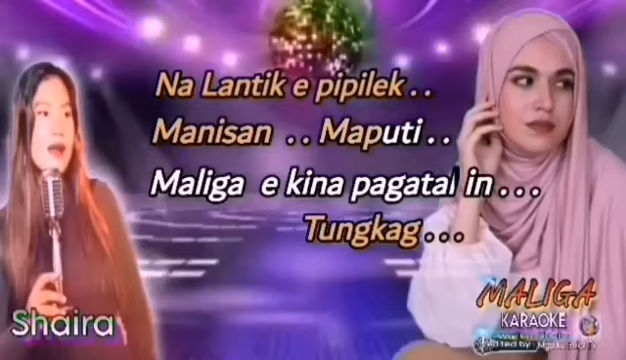 Na Lantik e pipilek . .
Manisan . . Maputi . .
Maliga e kina pagatal in . . .
Tungkag . . .
Shaira
MALIGA
KARAOKE